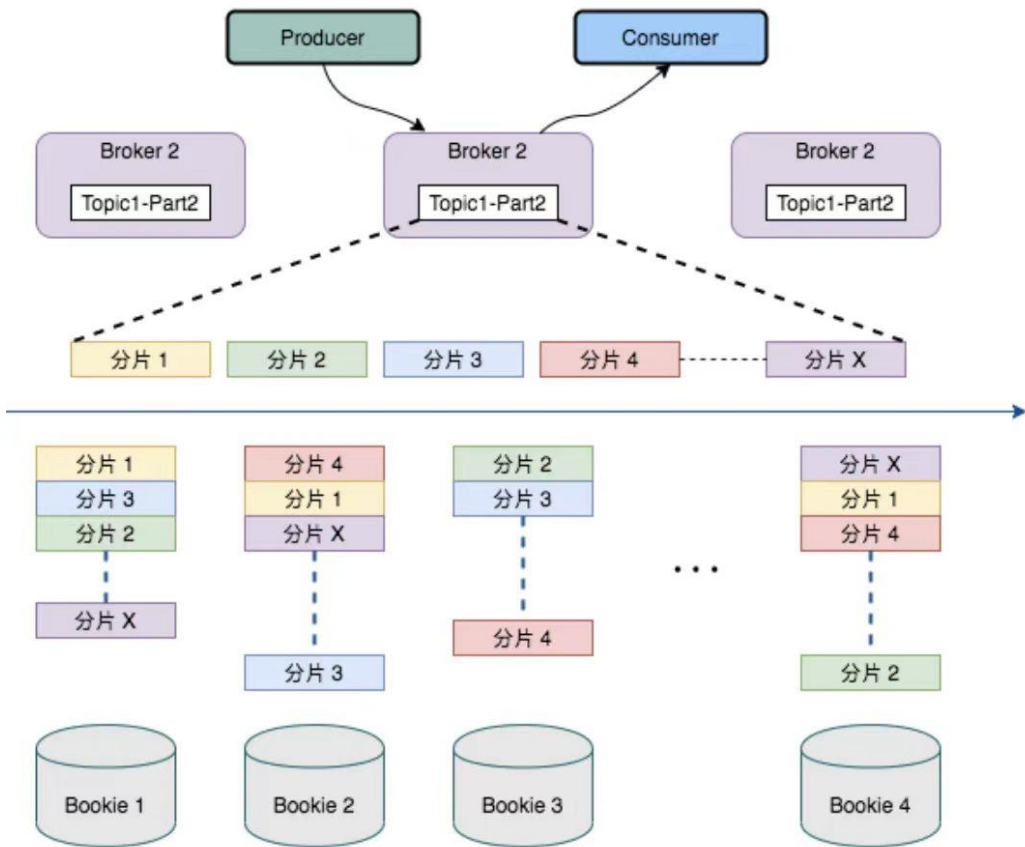 Producer
Consumer
Broker 2
Topic1-Part2
Broker 2
Topic1-Part2
Broker 2
Topic1-Part2
分片 1
分片 2
分片 3
分片 4
分片 X
分片 1
分片 3
分片 2
分片 X
分片 4
分片 1
分片 X
分片 3
分片 2
分片 3
分片 4
...
分片 X
分片 1
分片 4
分片 2
Bookie 1
Bookie 2
Bookie 3
Bookie 4